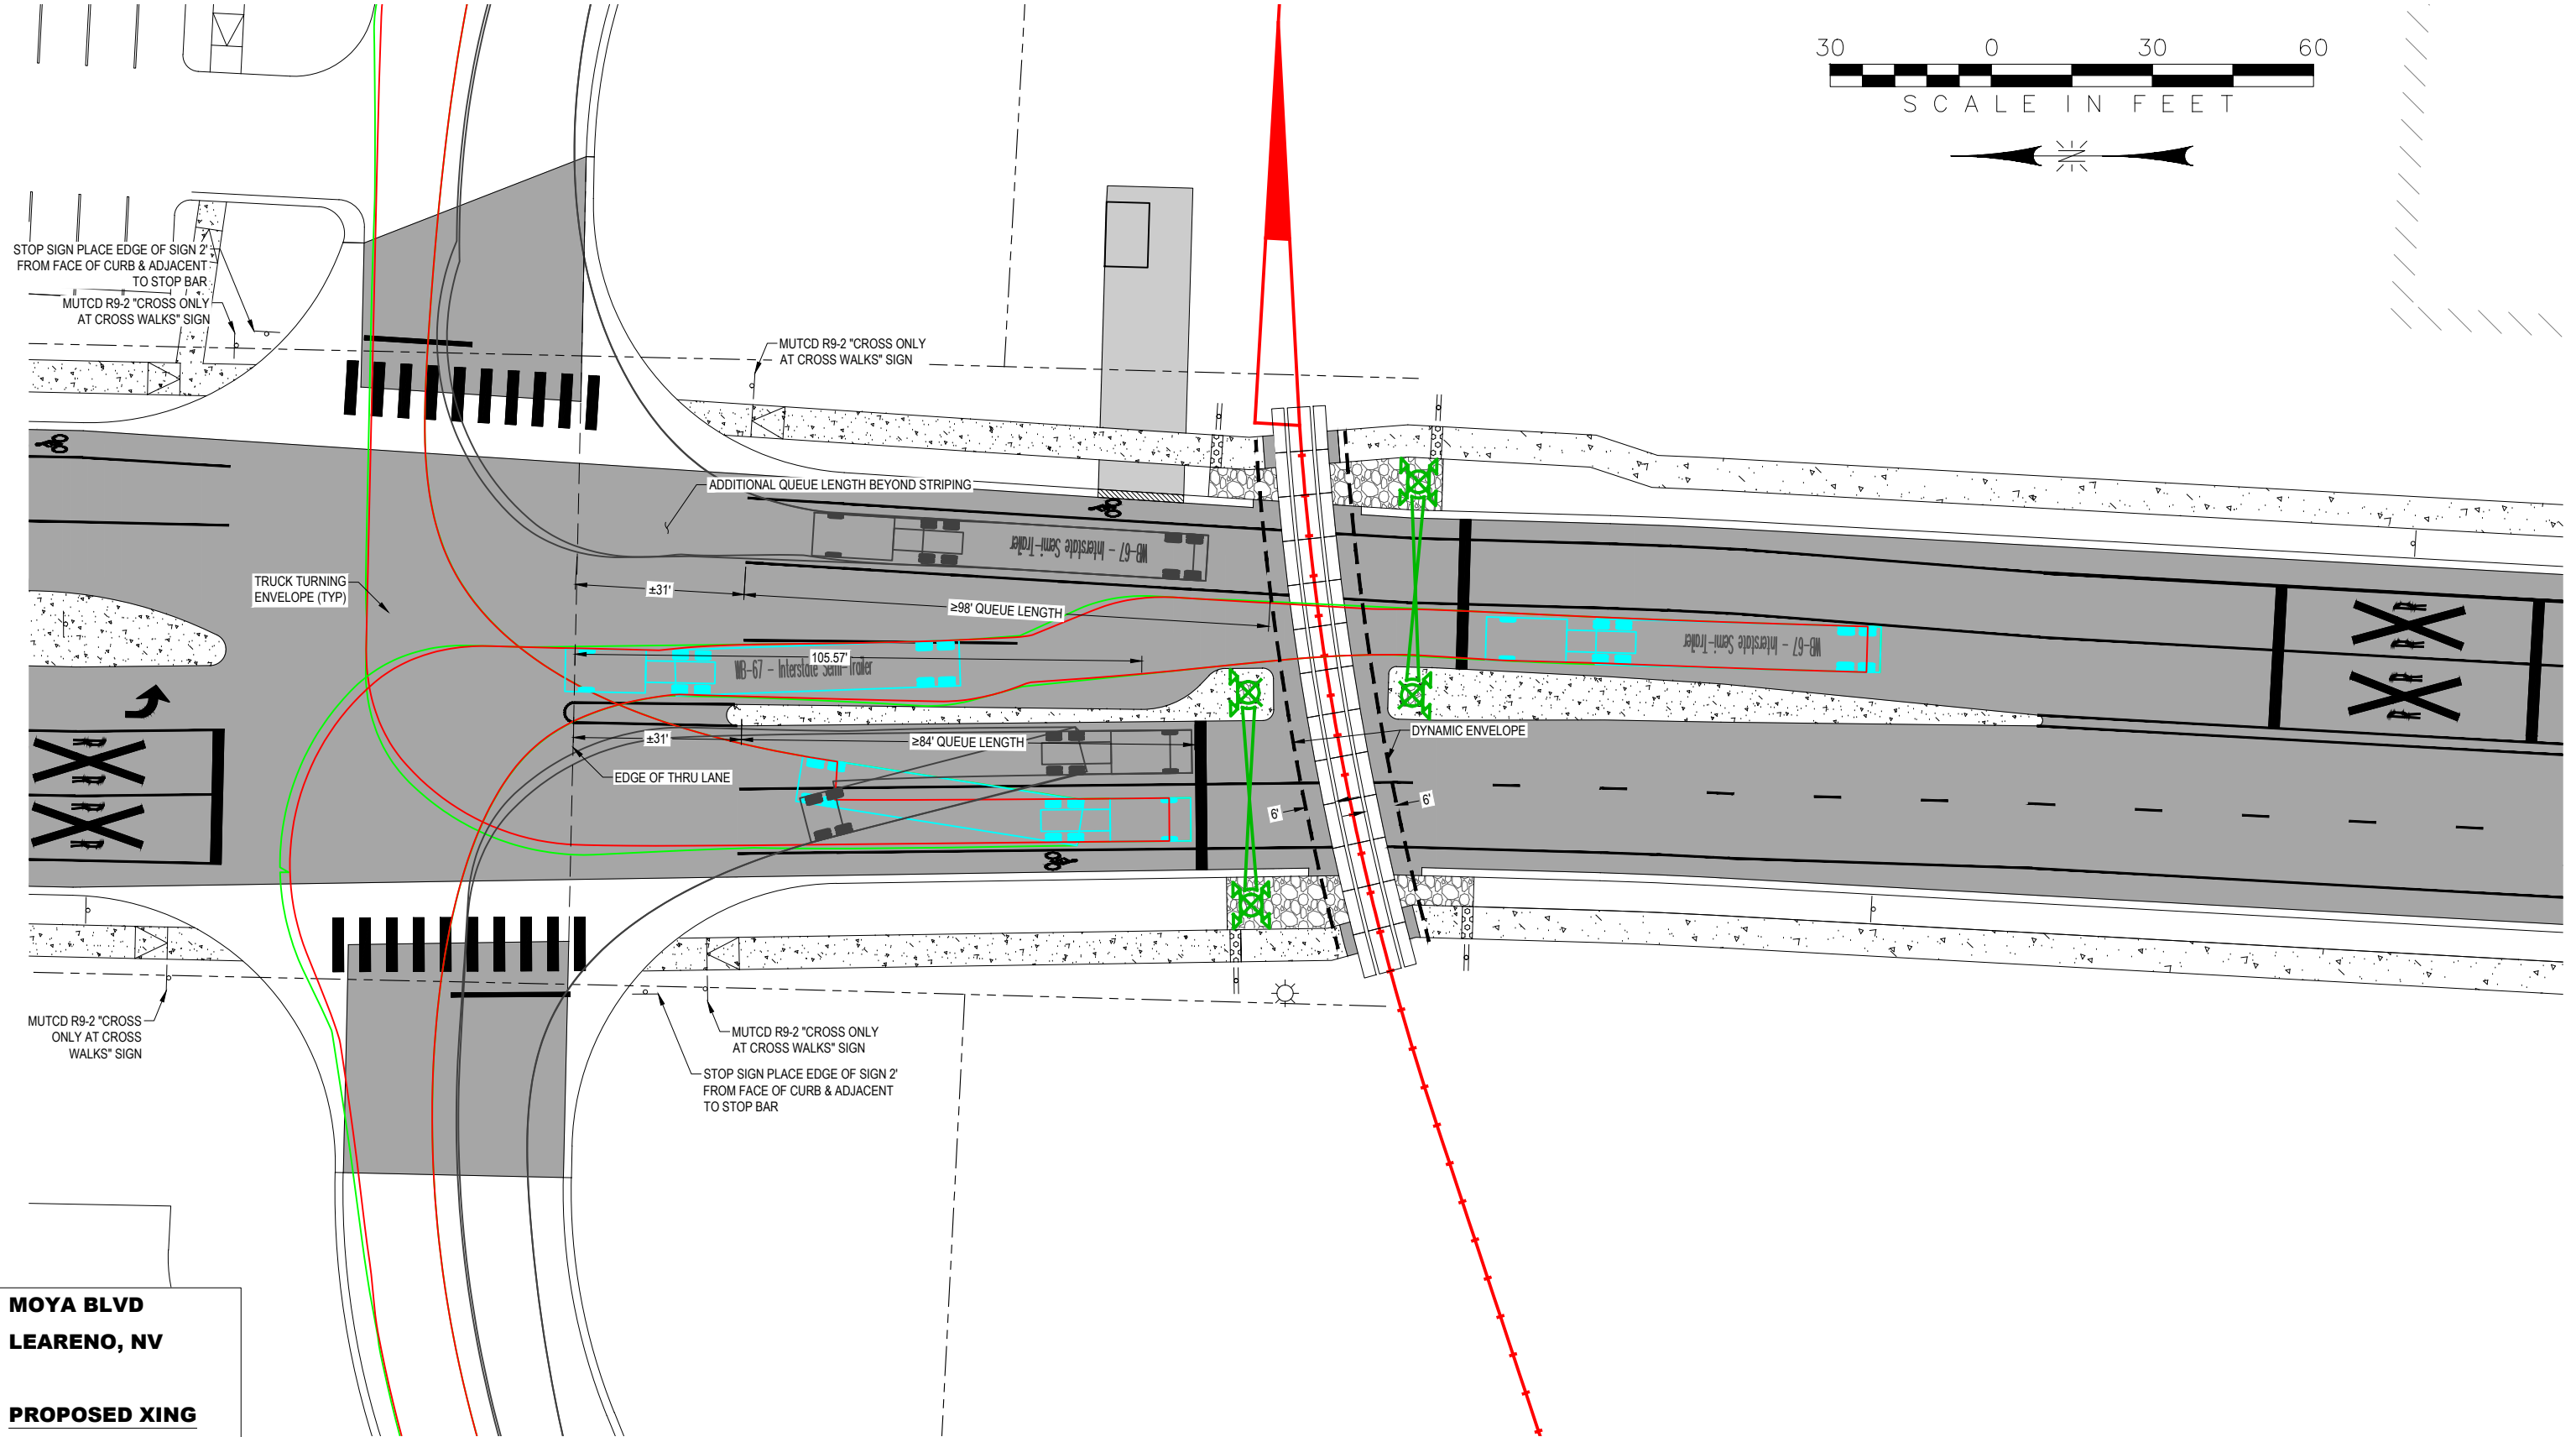 30 0 30 60
SCALE IN FEET
N
STOP SIGN PLACE EDGE OF SIGN 2'
FROM FACE OF CURB & ADJACENT
TO STOP BAR
MUTCD R9-2 "CROSS ONLY
AT CROSS WALKS" SIGN
MUTCD R9-2 "CROSS ONLY
AT CROSS WALKS" SIGN
ADDITIONAL QUEUE LENGTH BEYOND STRIPING
WB-67 - Interstate Semi-Trailer
TRUCK TURNING
ENVELOPE (TYP)
±31'
≥98' QUEUE LENGTH
105.57'
WB-67 - Interstate Semi-Trailer
WB-67 - Interstate Semi-Trailer
±31'
≥84' QUEUE LENGTH
DYNAMIC ENVELOPE
EDGE OF THRU LANE
6'
6'
MUTCD R9-2 "CROSS
ONLY AT CROSS
WALKS" SIGN
MUTCD R9-2 "CROSS ONLY
AT CROSS WALKS" SIGN
STOP SIGN PLACE EDGE OF SIGN 2'
FROM FACE OF CURB & ADJACENT
TO STOP BAR
MOYA BLVD
LEARENO, NV
PROPOSED XING